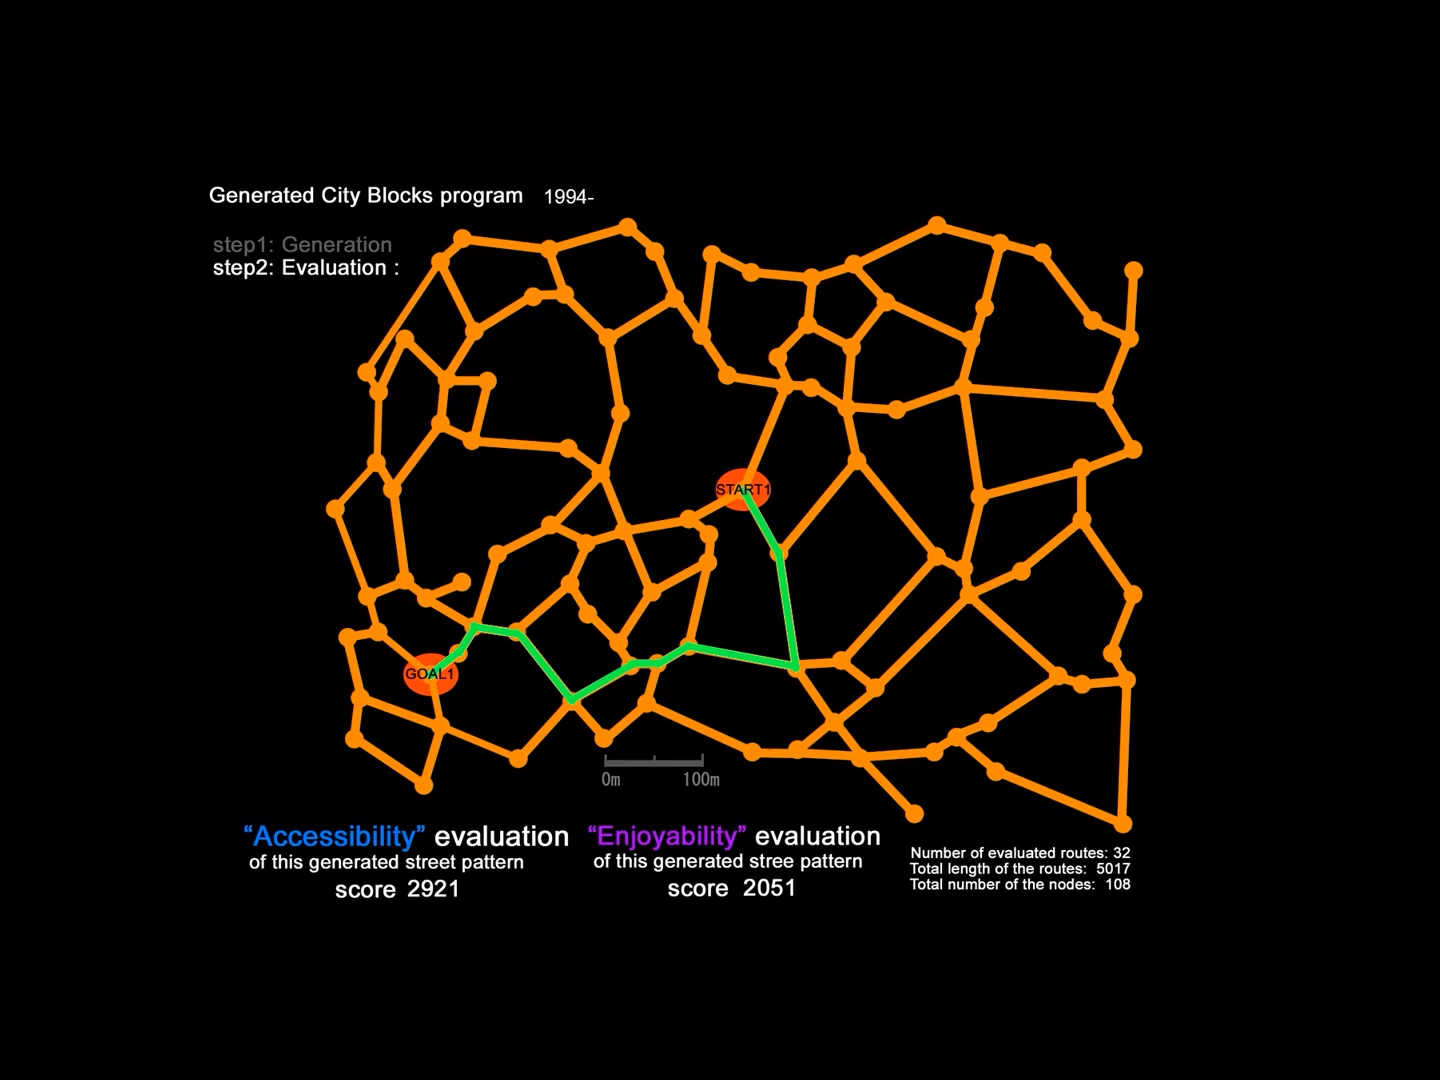 Generated City Blocks program 1994-
step1: Generation
step2: Evaluation :
START1
GOAL1
0m 100m
“Accessibility” evaluation
of this generated street pattern
score 2921
“Enjoyability” evaluation
of this generated stree pattern
score 2051
Number of evaluated routes: 32
Total length of the routes: 5017
Total number of the nodes: 108